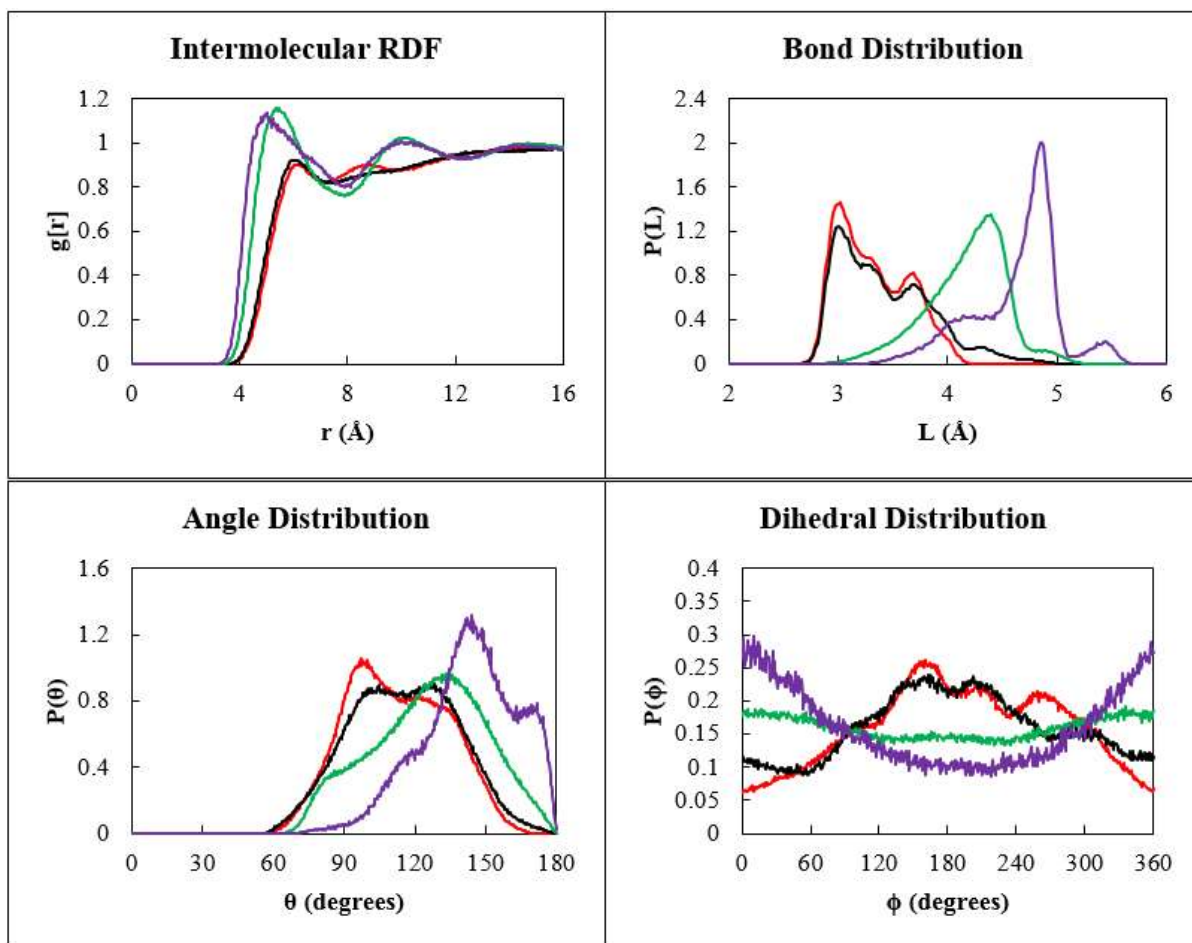 Intermolecular RDF
1.2
1
0.8
0.6
0.4
0.2
0
g[r]
0 4 8 12 16
r (Å)
Bond Distribution
2.4
2
1.6
1.2
0.8
0.4
0
P(L)
2 3 4 5 6
L (Å)
Angle Distribution
1.6
1.2
0.8
0.4
0
P(θ)
0 30 60 90 120 150 180
θ (degrees)
Dihedral Distribution
0.4
0.35
0.3
0.25
0.2
0.15
0.1
0.05
0
P(ϕ)
0 60 120 180 240 300 360
ϕ (degrees)